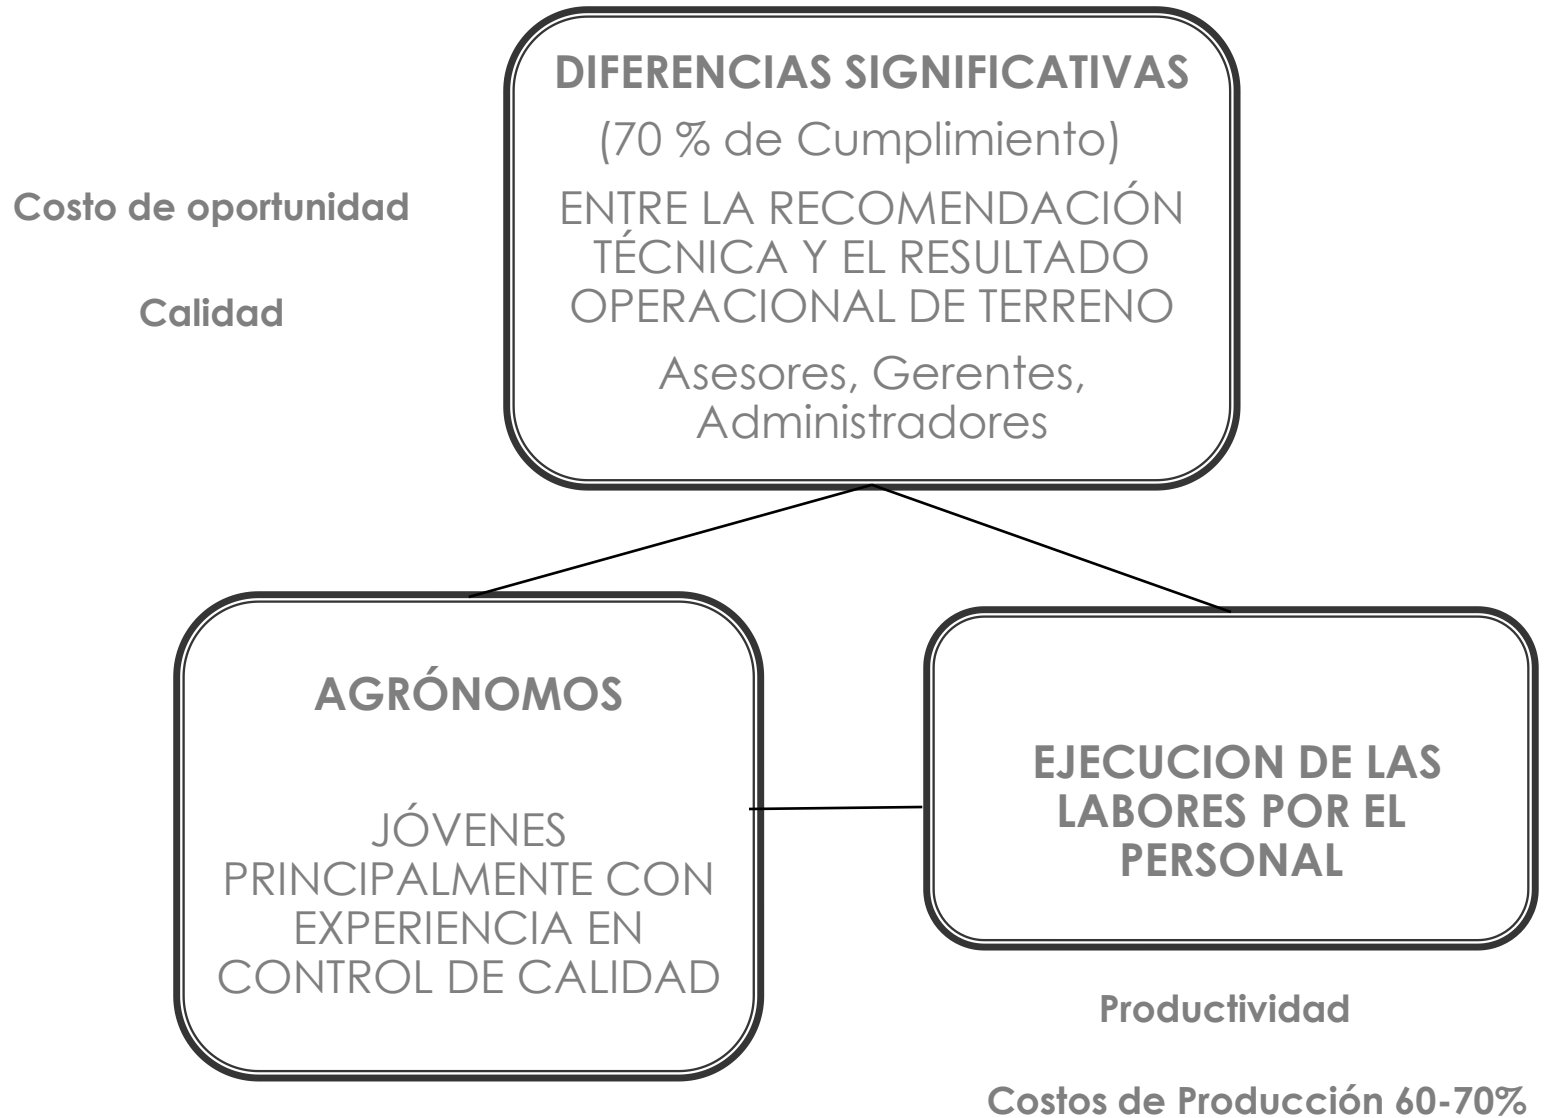 DIFERENCIAS SIGNIFICATIVAS
(70 % de Cumplimiento)
ENTRE LA RECOMENDACIÓN
TÉCNICA Y EL RESULTADO
OPERACIONAL DE TERRENO
Asesores, Gerentes,
Administradores
Costo de oportunidad
Calidad
AGRÓNOMOS
JÓVENES
PRINCIPALMENTE CON
EXPERIENCIA EN
CONTROL DE CALIDAD
EJECUCION DE LAS
LABORES POR EL
PERSONAL
Productividad
Costos de Producción 60-70%